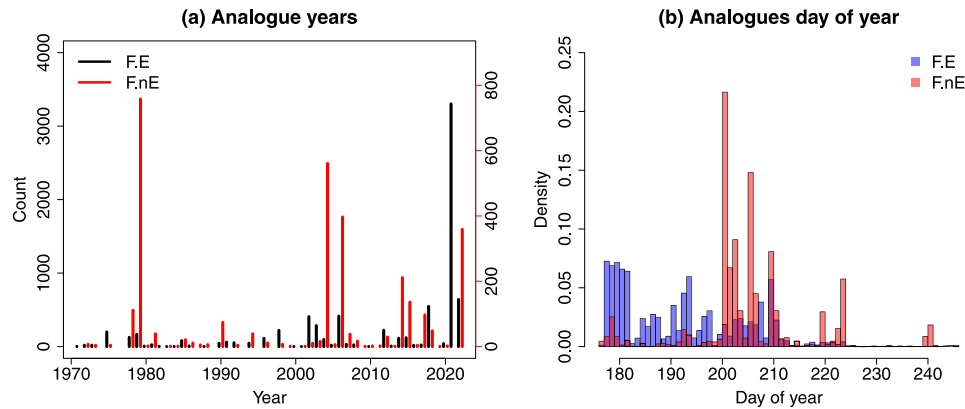 (a) Analogue years
F.E
F.nE
Count
0
1000
2000
3000
4000
0
200
400
600
800
1970
1980
1990
2000
2010
2020
Year
(b) Analogues day of year
F.E
F.nE
Density
0.00
0.05
0.10
0.15
0.20
0.25
180
190
200
210
220
230
240
Day of year